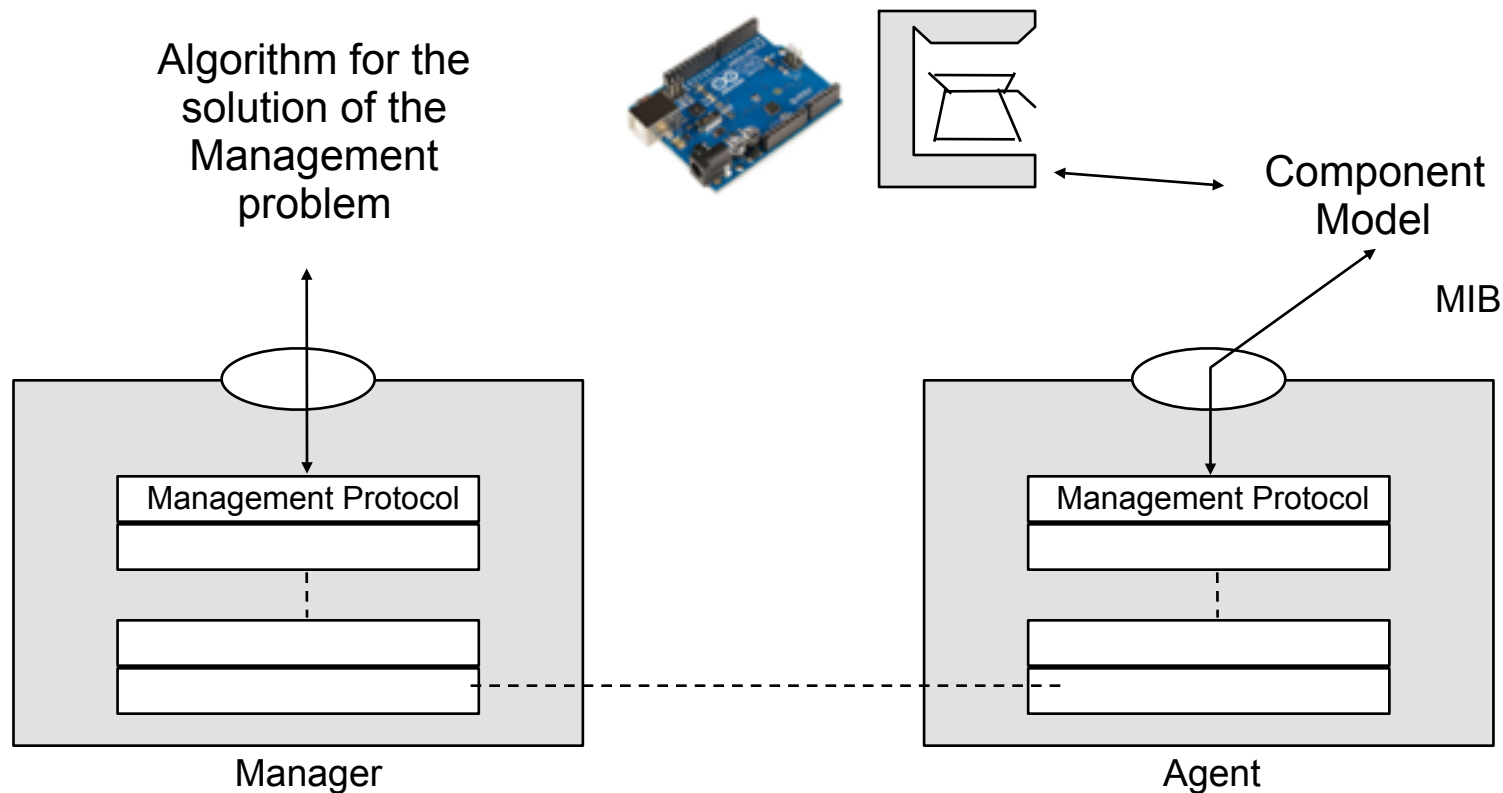 Algorithm for the
solution of the
Management
problem
Component
Model
MIB
Management Protocol
Management Protocol
Manager
Agent